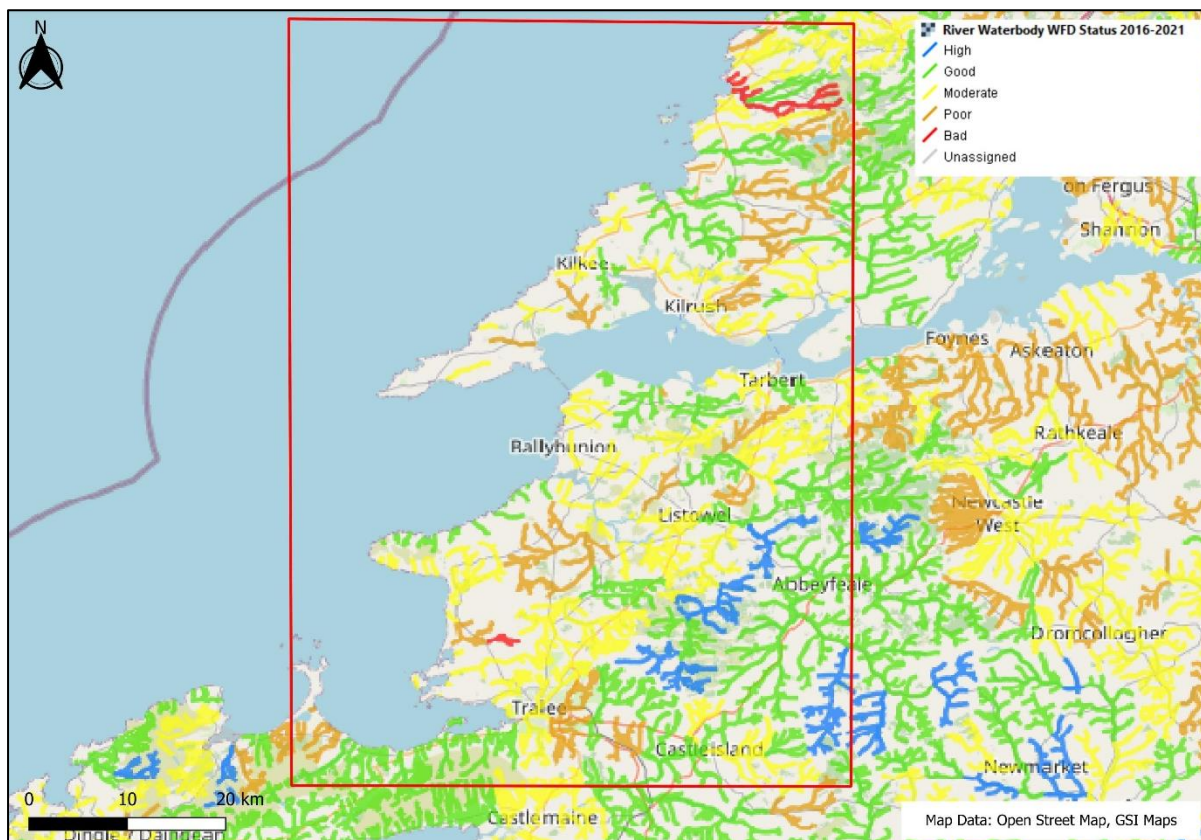 N
River Waterbody WFD Status 2016-2021
High
Good
Moderate
Poor
Bad
Unassigned
on Fergus
Shannon
Kilkee
Kilrush
Foynes
Askeaton
Tarbert
Rathkeale
Ballybunion
Newcastle
West
Listowel
Abbeyfeale
Dromcollogher
Tralee
Castleisland
Newmarket
0 10 20 km
Castlemaine
Map Data: Open Street Map, GSI Maps